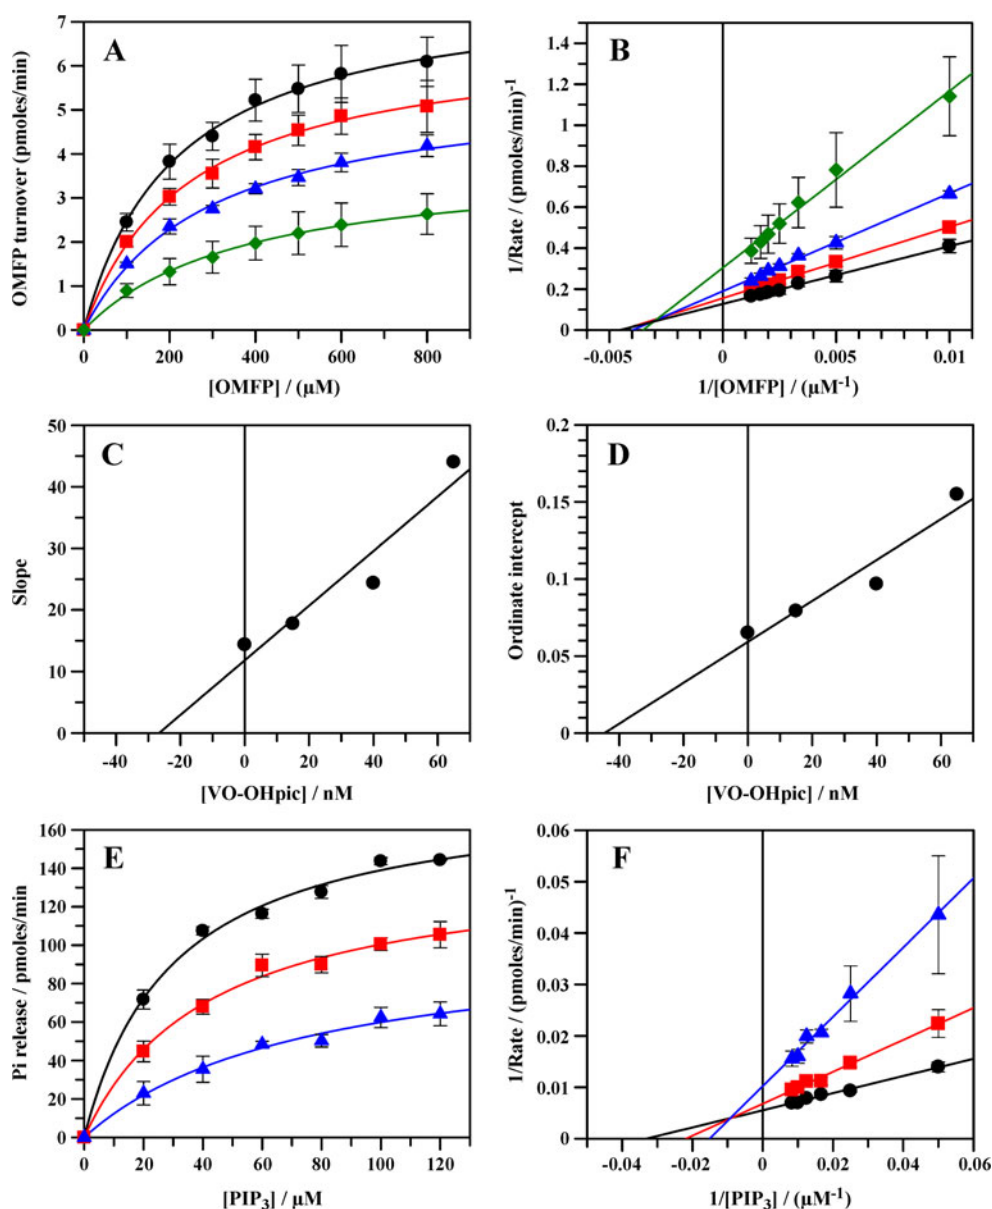 A
OMFP turnover (pmoles/min)
7
6
5
4
3
2
1
0
0 200 400 600 800
[OMFP] / (µM)
B
1/Rate / (pmoles/min)⁻¹
1.4
1.2
1
0.8
0.6
0.4
0.2
0
-0.005 0 0.005 0.01
1/[OMFP] / (µM⁻¹)
C
Slope
50
40
30
20
10
0
-40 -20 0 20 40 60
[VO-OHpic] / nM
D
Ordinate intercept
0.2
0.15
0.1
0.05
0
-40 -20 0 20 40 60
[VO-OHpic] / nM
E
Pi release / pmoles/min
160
140
120
100
80
60
40
20
0
0 20 40 60 80 100 120
[PIP₃] / µM
F
1/Rate / (pmoles/min)⁻¹
0.06
0.05
0.04
0.03
0.02
0.01
0
-0.04 -0.02 0 0.02 0.04 0.06
1/[PIP₃] / (µM⁻¹)